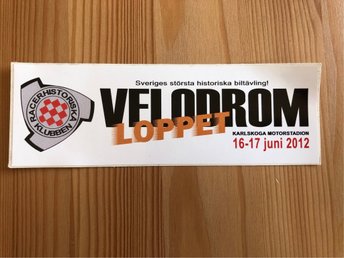 Sveriges största historiska biltävling!
RACERHISTORISKA
KLUBBEN
VELODROM
LOPPET
KARLSKOGA MOTORSTADION
16-17 juni 2012